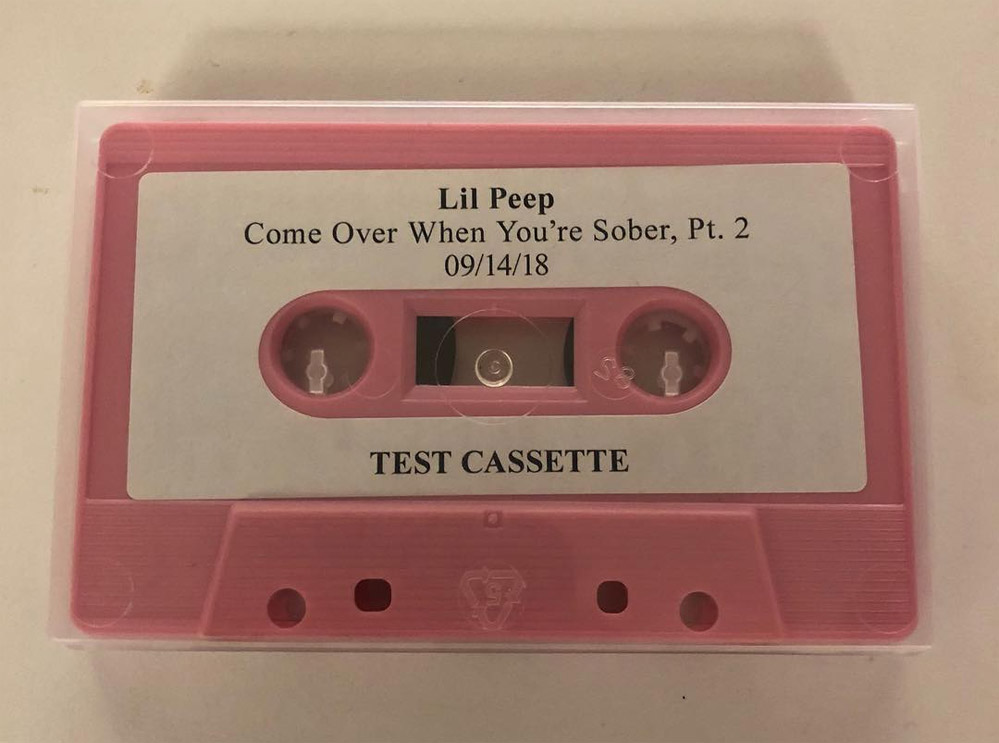 Lil Peep
Come Over When You're Sober, Pt. 2
09/14/18
TEST CASSETTE